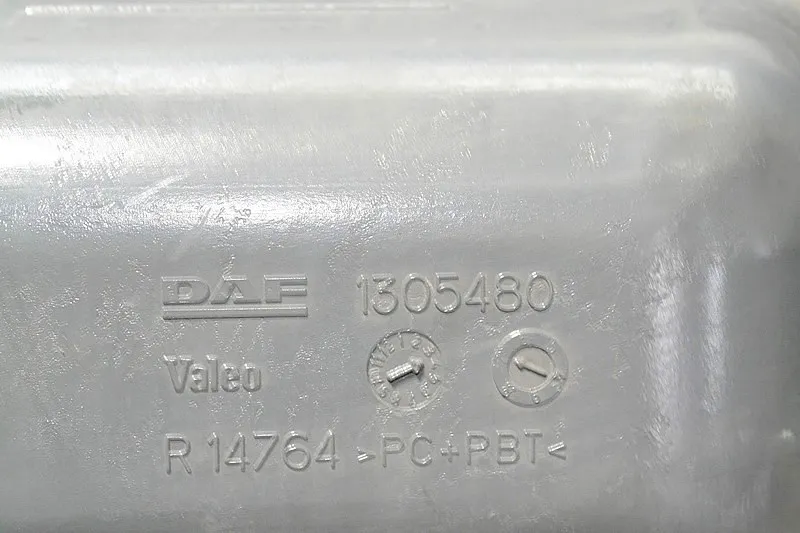 DAF 1305480
Valeo
R 14764 >PC+PBT<